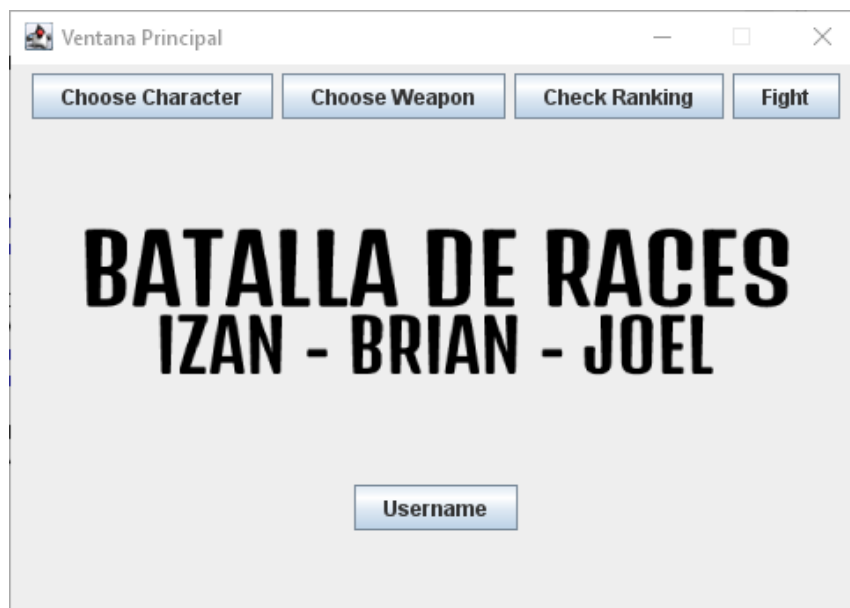 Ventana Principal
Choose Character Choose Weapon Check Ranking Fight
BATALLA DE RACES
IZAN - BRIAN - JOEL
Username